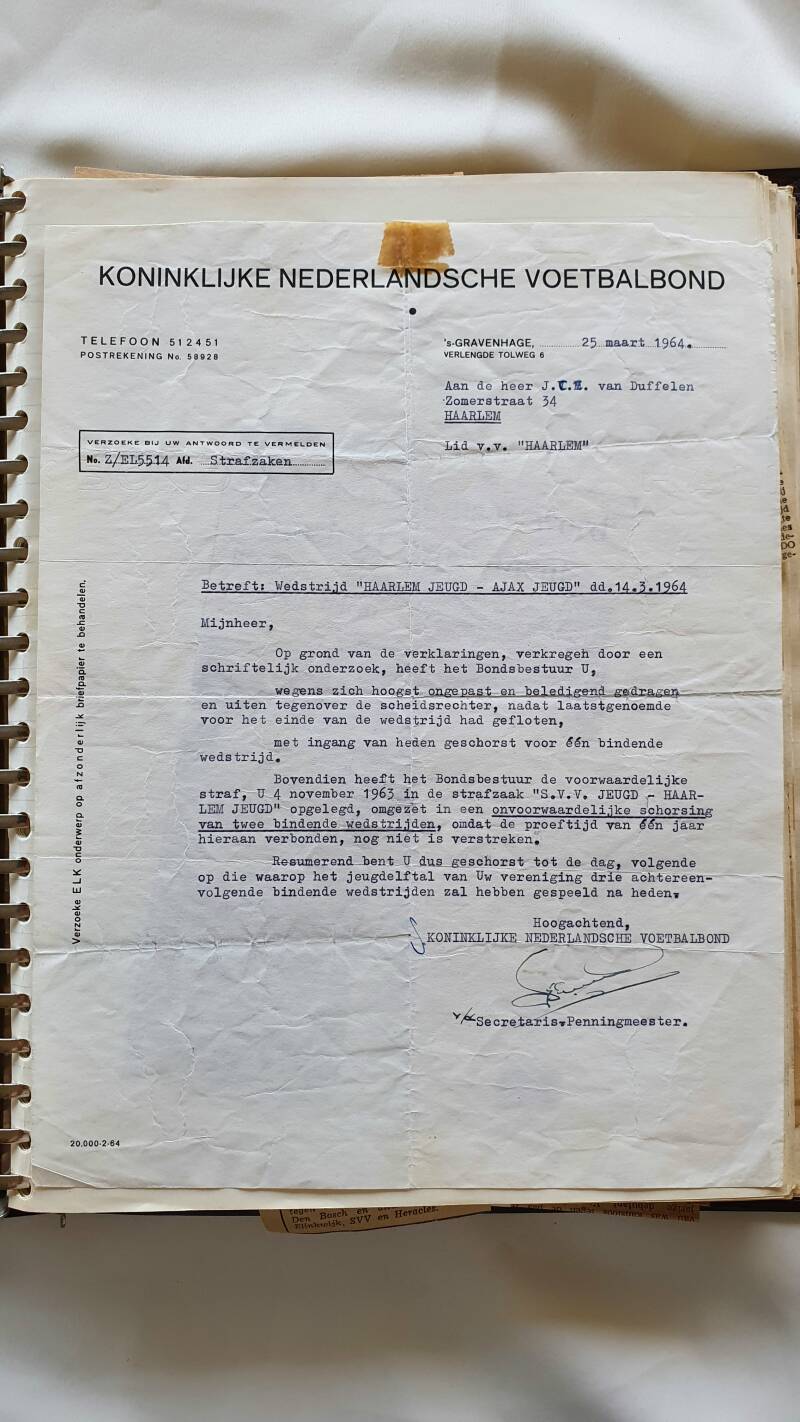 KONINKLIJKE NEDERLANDSCHE VOETBALBOND
TELEFOON 512451
POSTREKENING No. 58928
's-GRAVENHAGE, 25 maart 1964.
VERLENGDE TOLWEG 6
Aan de heer J. van Duffelen
Zomerstraat 34
HAARLEM
Lid v.v. "HAARLEM"
VERZOEKE BIJ UW ANTWOORD TE VERMELDEN
No. Z/EL5514 Afd. Strafzaken
Betreft: Wedstrijd "HAARLEM JEUGD - AJAX JEUGD" dd.14.3.1964
Mijnheer,
Op grond van de verklaringen, verkregeh door een
schriftelijk onderzoek, heeft het Bondsbestuur U,
wegens zich hoogst ongepast en beledigend gedragen
en uiten tegenover de scheidsrechter, nadat laatstgenoemde
voor het einde van de wedstrijd had gefloten,
met ingang van heden geschorst voor één bindende
wedstrijd.
Bovendien heeft het Bondsbestuur de voorwaardelijke
straf, U 4 november 1963 in de strafzaak "S.V.V. JEUGD - HAAR-
LEM JEUGD" opgelegd, omgezet in een onvoorwaardelijke schorsing
van twee bindende wedstrijden, omdat de proeftijd van één jaar
hieraan verbonden, nog niet is verstreken.
Resumerend bent U dus geschorst tot de dag, volgende
op die waarop het jeugdelftal van Uw vereniging drie achtereen-
volgende bindende wedstrijden zal hebben gespeeld na heden.
Hoogachtend,
KONINKLIJKE NEDERLANDSCHE VOETBALBOND
Secretaris-Penningmeester.
Verzoeke ELK onderwerp op afzonderlijk briefpapier te behandelen.
20.000-2-64
Den Bosch en
Elinkwijk, SVV en Heracles.